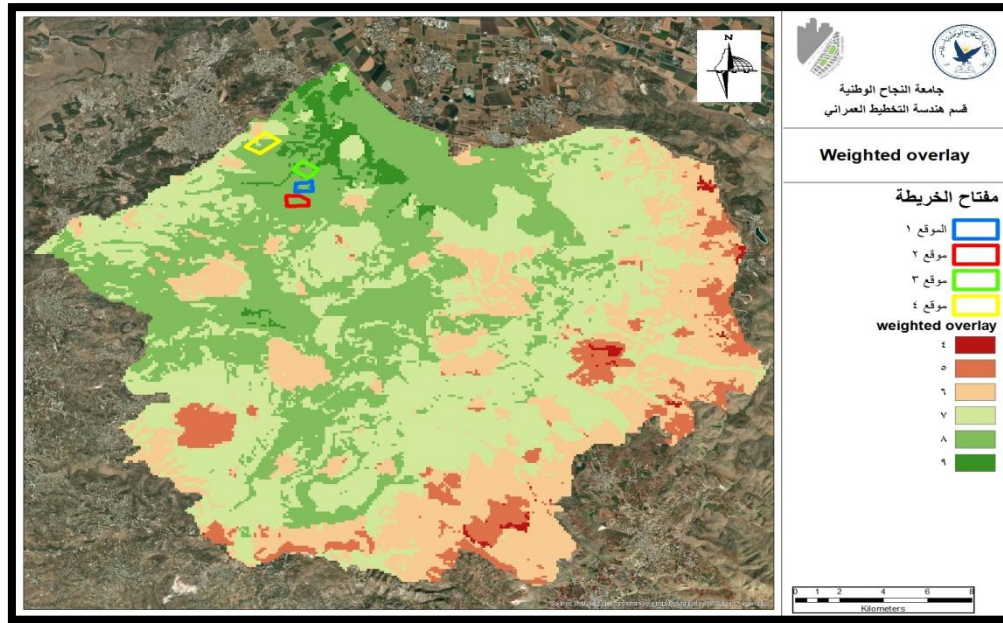 N
جامعة النجاح الوطنية
قسم هندسة التخطيط العمراني
Weighted overlay
مفتاح الخريطة
الموقع ١
موقع ٢
موقع ٣
موقع ٤
weighted overlay
٤
٥
٦
٧
٨
٩
0 1 2 4 6 8
Kilometers